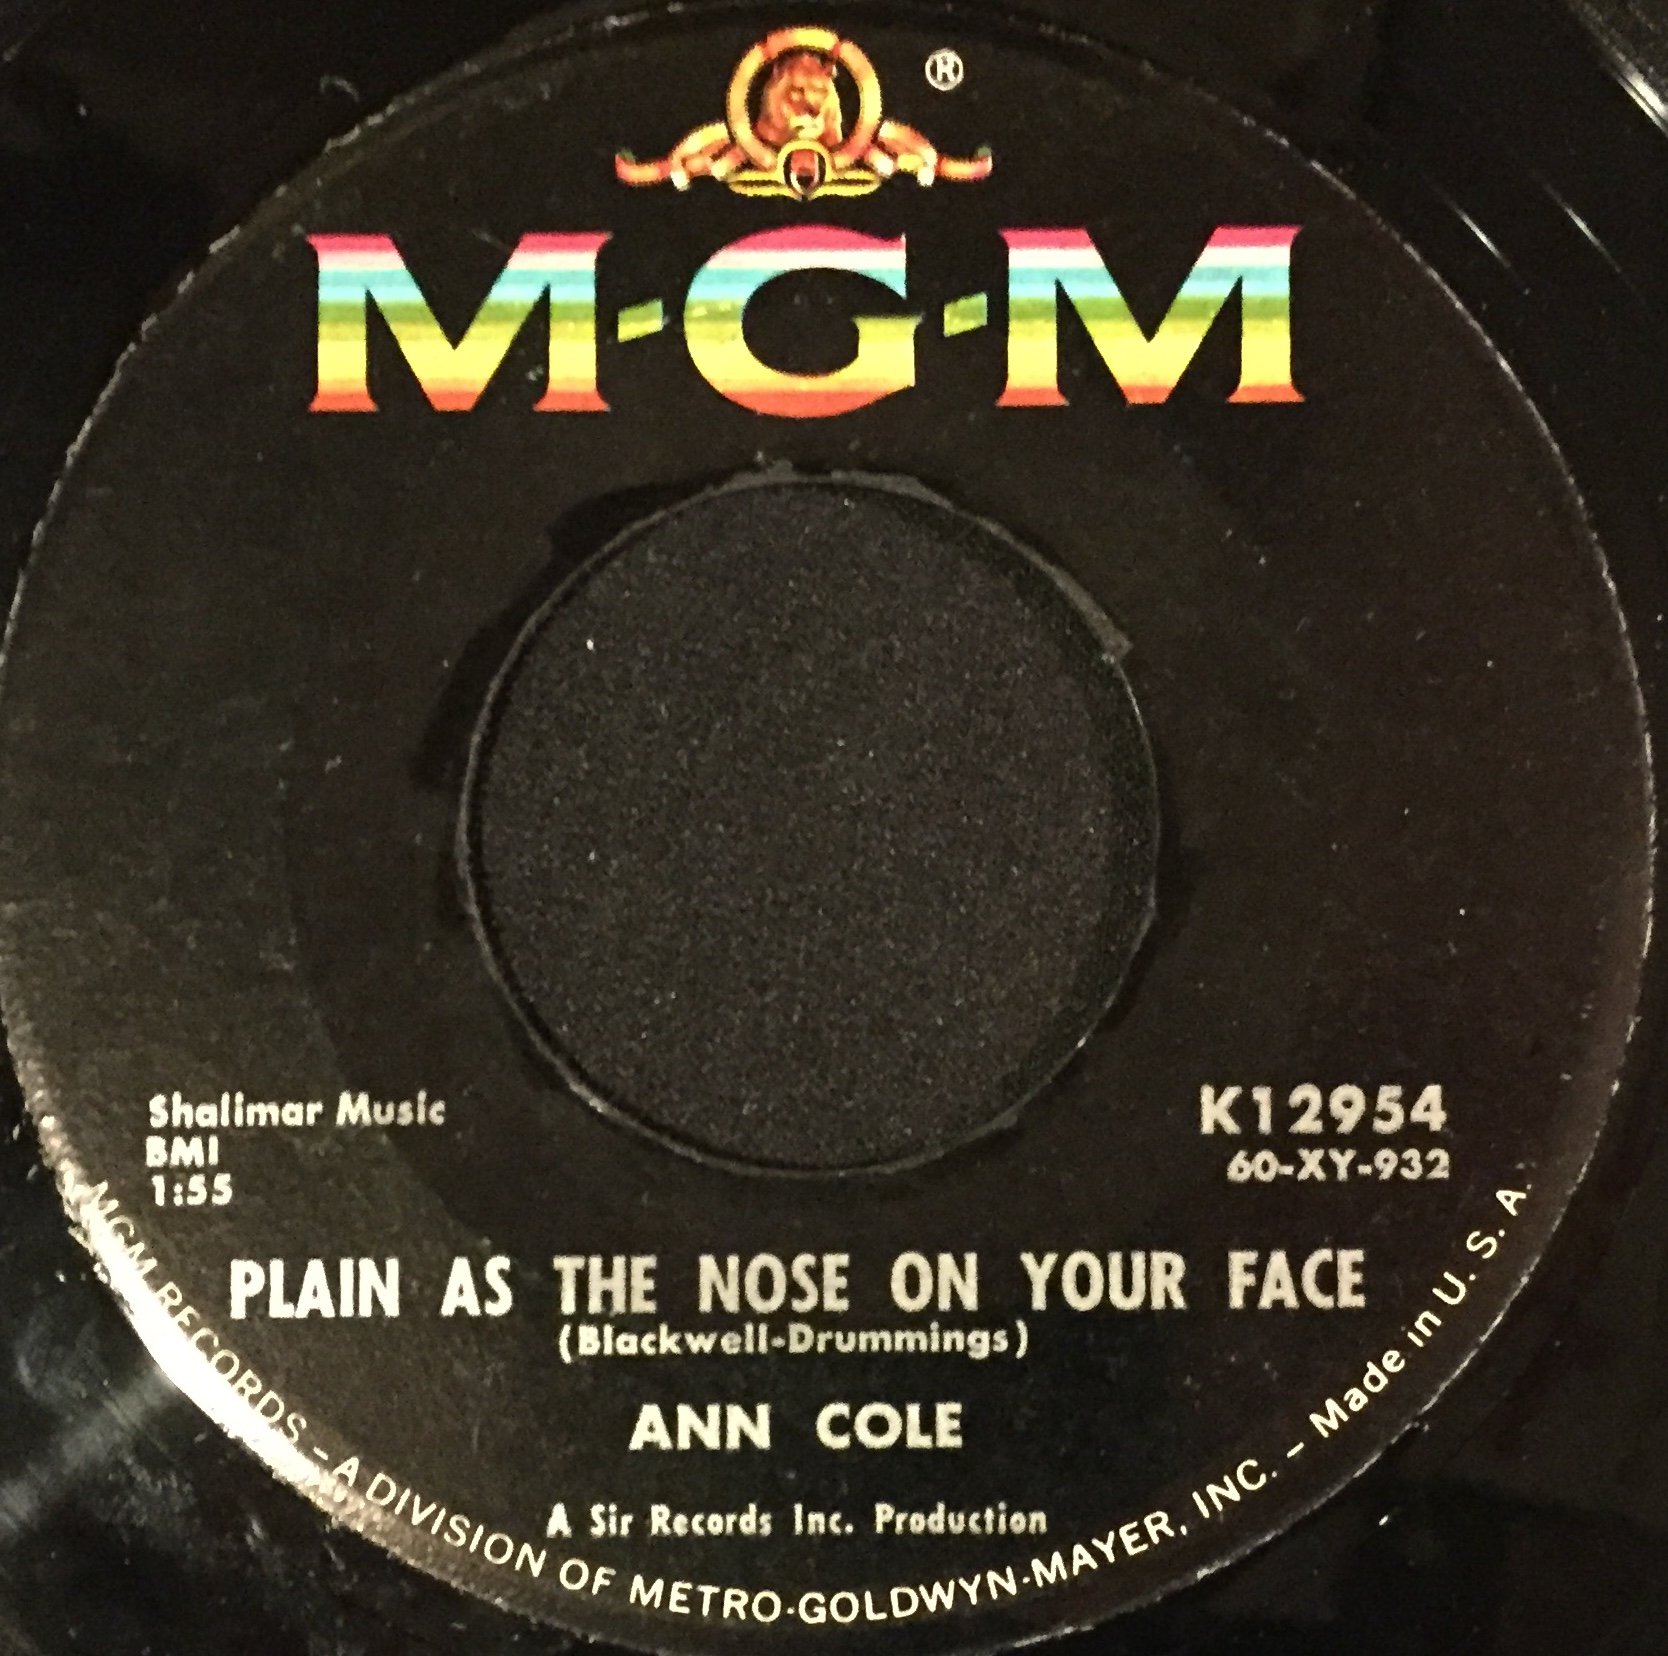 ®
M-G-M
Shalimar Music
BMI
1:55
K12954
60-XY-932
PLAIN AS THE NOSE ON YOUR FACE
(Blackwell-Drummings)
ANN COLE
A Sir Records Inc. Production
MGM RECORDS – A DIVISION OF METRO-GOLDWYN-MAYER, INC. – Made in U. S. A.